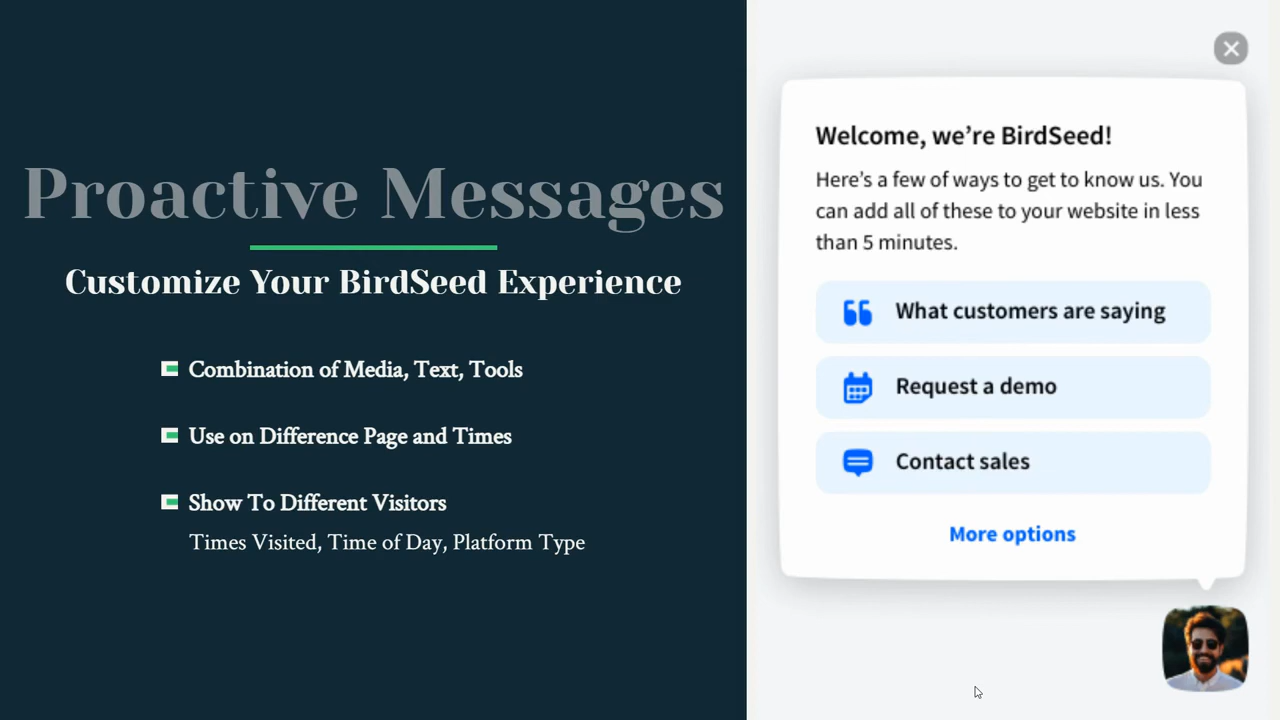 Proactive Messages
Customize Your BirdSeed Experience
Combination of Media, Text, Tools
Use on Difference Page and Times
Show To Different Visitors
Times Visited, Time of Day, Platform Type
Welcome, we’re BirdSeed!
Here’s a few of ways to get to know us. You
can add all of these to your website in less
than 5 minutes.
What customers are saying
Request a demo
Contact sales
More options